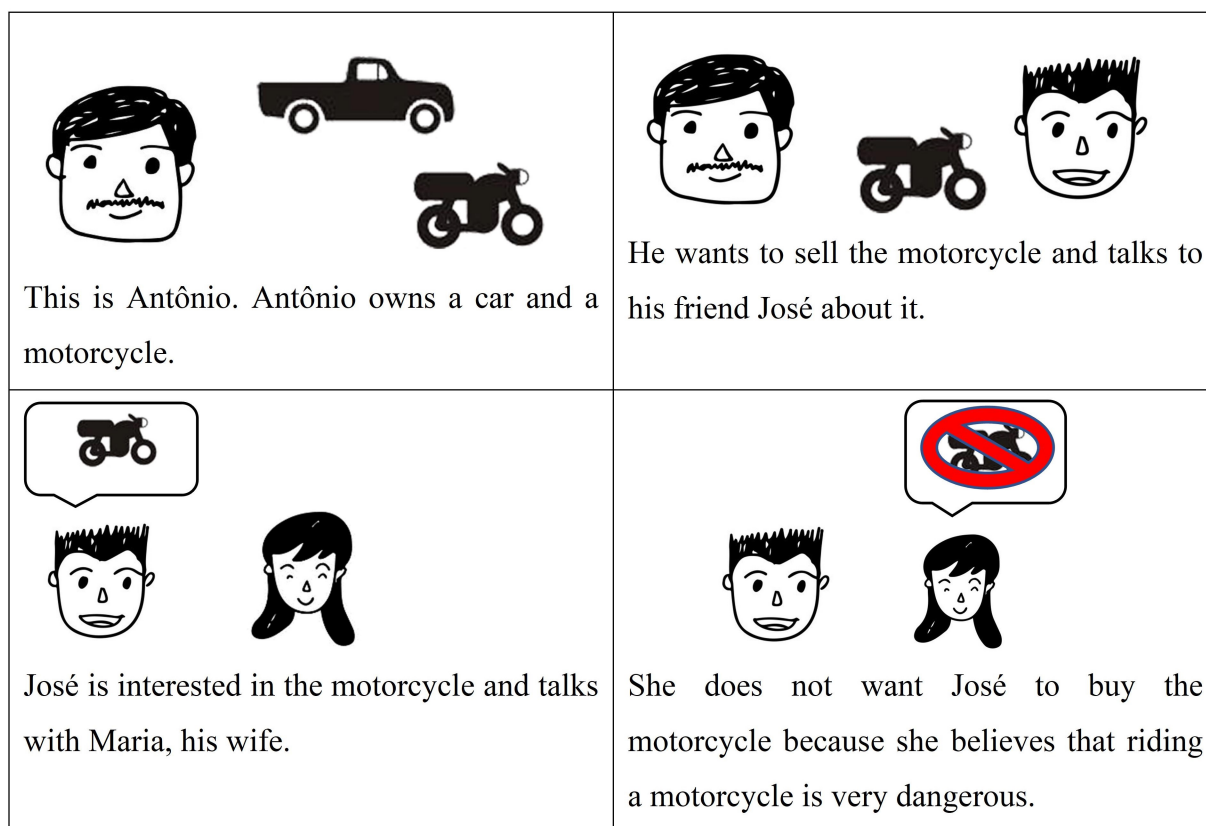 This is Antônio. Antônio owns a car and a
motorcycle.
He wants to sell the motorcycle and talks to
his friend José about it.
José is interested in the motorcycle and talks
with Maria, his wife.
She does not want José to buy the
motorcycle because she believes that riding
a motorcycle is very dangerous.